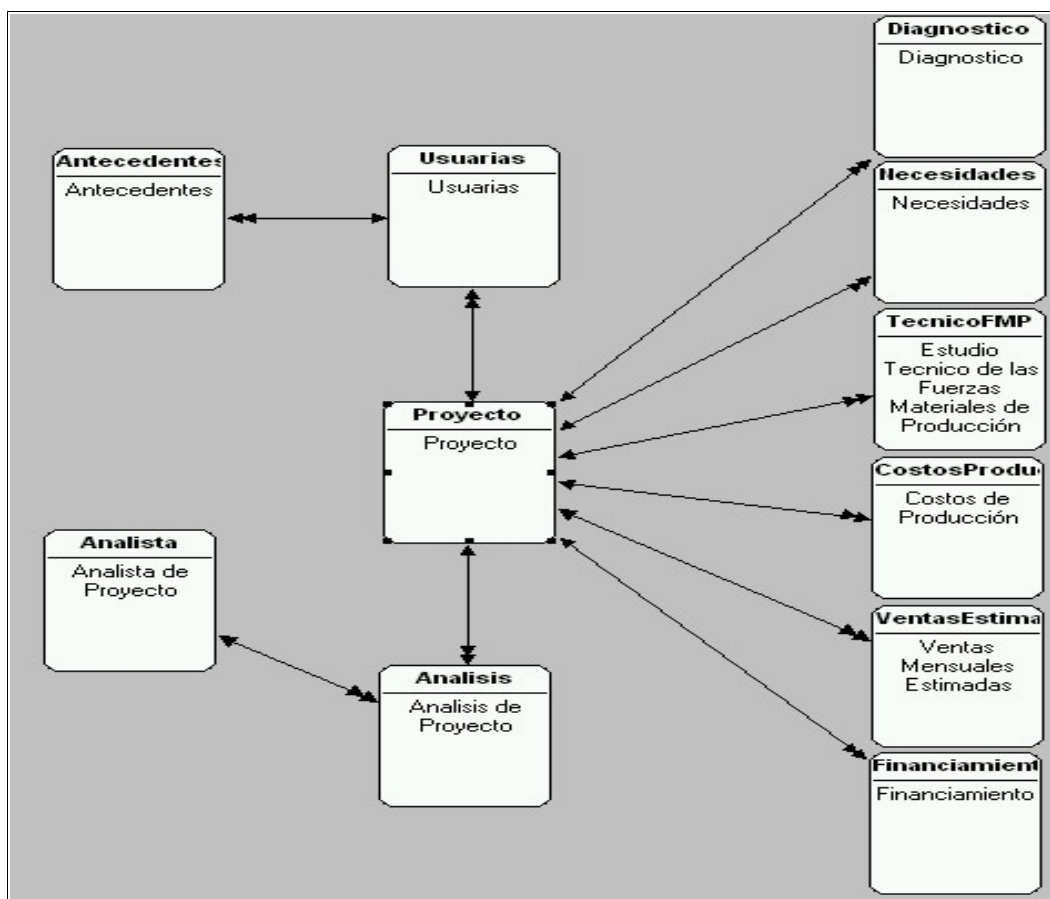 Diagnostico
Diagnostico
Antecedentes
Antecedentes
Usuarias
Usuarias
Necesidades
Necesidades
TecnicoFMP
Estudio
Tecnico de las
Fuerzas
Materiales de
Producción
Proyecto
Proyecto
CostosProdu
Costos de
Producción
Analista
Analista de
Proyecto
VentasEstima
Ventas
Mensuales
Estimadas
Analisis
Analisis de
Proyecto
Financiamient
Financiamiento